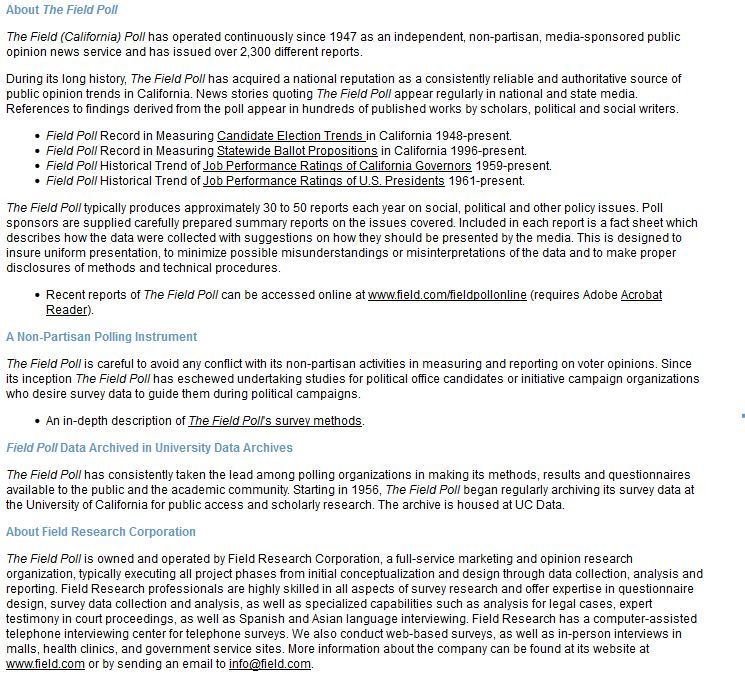 About The Field Poll
The Field (California) Poll has operated continuously since 1947 as an independent, non-partisan, media-sponsored public
opinion news service and has issued over 2,300 different reports.
During its long history, The Field Poll has acquired a national reputation as a consistently reliable and authoritative source of
public opinion trends in California. News stories quoting The Field Poll appear regularly in national and state media.
References to findings derived from the poll appear in hundreds of published works by scholars, political and social writers.
• Field Poll Record in Measuring Candidate Election Trends in California 1948-present.
• Field Poll Record in Measuring Statewide Ballot Propositions in California 1996-present.
• Field Poll Historical Trend of Job Performance Ratings of California Governors 1959-present.
• Field Poll Historical Trend of Job Performance Ratings of U.S. Presidents 1961-present.
The Field Poll typically produces approximately 30 to 50 reports each year on social, political and other policy issues. Poll
sponsors are supplied carefully prepared summary reports on the issues covered. Included in each report is a fact sheet which
describes how the data were collected with suggestions on how they should be presented by the media. This is designed to
insure uniform presentation, to minimize possible misunderstandings or misinterpretations of the data and to make proper
disclosures of methods and technical procedures.
• Recent reports of The Field Poll can be accessed online at www.field.com/fieldpollonline (requires Adobe Acrobat
Reader).
A Non-Partisan Polling Instrument
The Field Poll is careful to avoid any conflict with its non-partisan activities in measuring and reporting on voter opinions. Since
its inception The Field Poll has eschewed undertaking studies for political office candidates or initiative campaign organizations
who desire survey data to guide them during political campaigns.
• An in-depth description of The Field Poll's survey methods.
Field Poll Data Archived in University Data Archives
The Field Poll has consistently taken the lead among polling organizations in making its methods, results and questionnaires
available to the public and the academic community. Starting in 1956, The Field Poll began regularly archiving its survey data at
the University of California for public access and scholarly research. The archive is housed at UC Data.
About Field Research Corporation
The Field Poll is owned and operated by Field Research Corporation, a full-service marketing and opinion research
organization, typically executing all project phases from initial conceptualization and design through data collection, analysis and
reporting. Field Research professionals are highly skilled in all aspects of survey research and offer expertise in questionnaire
design, survey data collection and analysis, as well as specialized capabilities such as analysis for legal cases, expert
testimony in court proceedings, as well as Spanish and Asian language interviewing. Field Research has a computer-assisted
telephone interviewing center for telephone surveys. We also conduct web-based surveys, as well as in-person interviews in
malls, health clinics, and government service sites. More information about the company can be found at its website at
www.field.com or by sending an email to info@field.com.